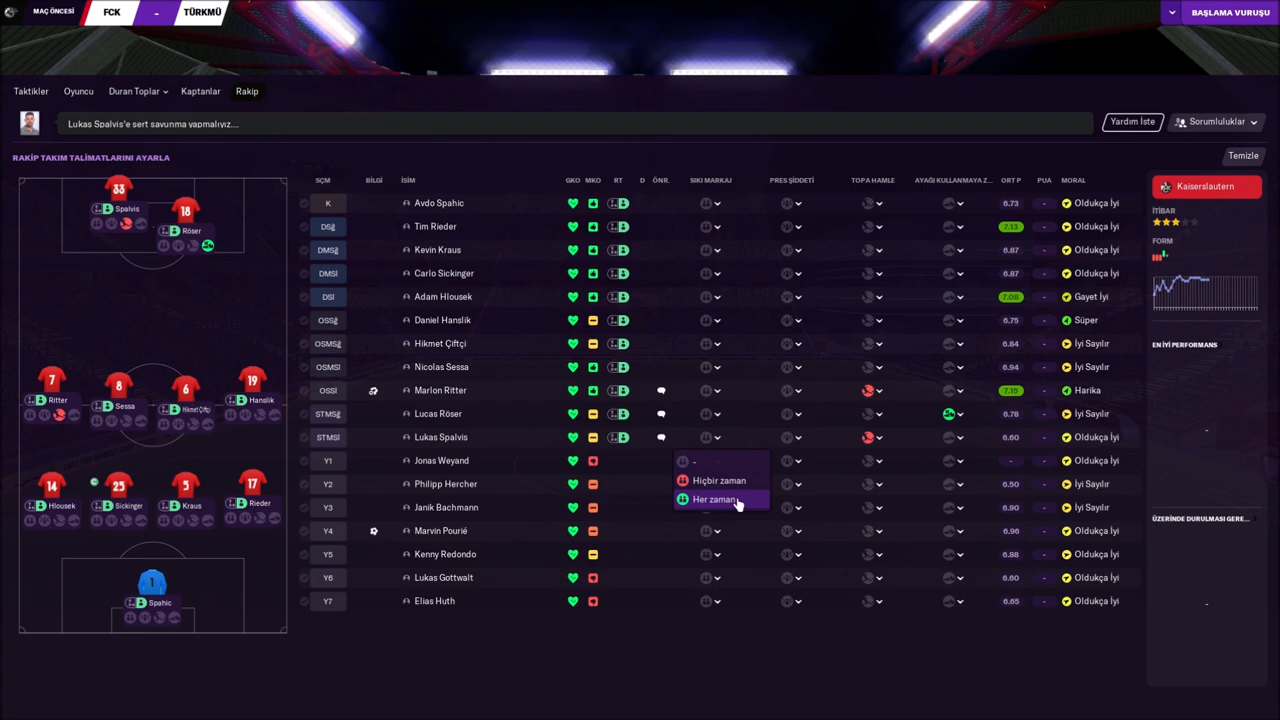 MAÇ ÖNCESİ FCK - TÜRKMÜ BAŞLAMA VURUŞU
Taktikler Oyuncu Duran Toplar Kaptanlar Rakip
Lukas Spalvis'e sert savunma yapmalıyız.... Yardım İste Sorumluluklar
RAKİP TAKIM TALİMATLARINI AYARLA Temizle
33 Spalvis
18 Röser
7 Ritter
8 Sessa
6 Hikmet Çiftçi
19 Hanslik
14 Hlousek
25 Sickinger
5 Kraus
17 Rieder
1 Spahic
SÇM BİLGİ İSİM GKO MKO RT D ÖNR. SIKI MARKAJ PRES ŞİDDETİ TOPA HAMLE AYAĞI KULLANMAYA Z... ORT P PUA MORAL
K Avdo Spahic 6.73 - Oldukça İyi
DSğ Tim Rieder 7.13 - Oldukça İyi
DMSğ Kevin Kraus 6.87 - Oldukça İyi
DMSl Carlo Sickinger 6.87 - Oldukça İyi
DSl Adam Hlousek 7.08 - Gayet İyi
OSSğ Daniel Hanslik 6.75 - Süper
OSMSğ Hikmet Çiftçi 6.84 - İyi Sayılır
OSMSl Nicolas Sessa 6.94 - İyi Sayılır
OSSl Marlon Ritter 7.15 - Harika
STMSğ Lucas Röser 6.78 - İyi Sayılır
STMSl Lukas Spalvis 6.60 - Oldukça İyi
Y1 Jonas Weyand - - Oldukça İyi
Y2 Philipp Hercher 6.50 - İyi Sayılır
Y3 Janik Bachmann 6.90 - İyi Sayılır
Y4 Marvin Pourié 6.96 - Oldukça İyi
Y5 Kenny Redondo 6.88 - Oldukça İyi
Y6 Lukas Gottwalt 6.60 - Oldukça İyi
Y7 Elias Huth 6.65 - Oldukça İyi
-
Hiçbir zaman
Her zaman
Kaiserslautern
İTİBAR
FORM
EN İYİ PERFORMANS
-
ÜZERİNDE DURULMASI GERE...
-